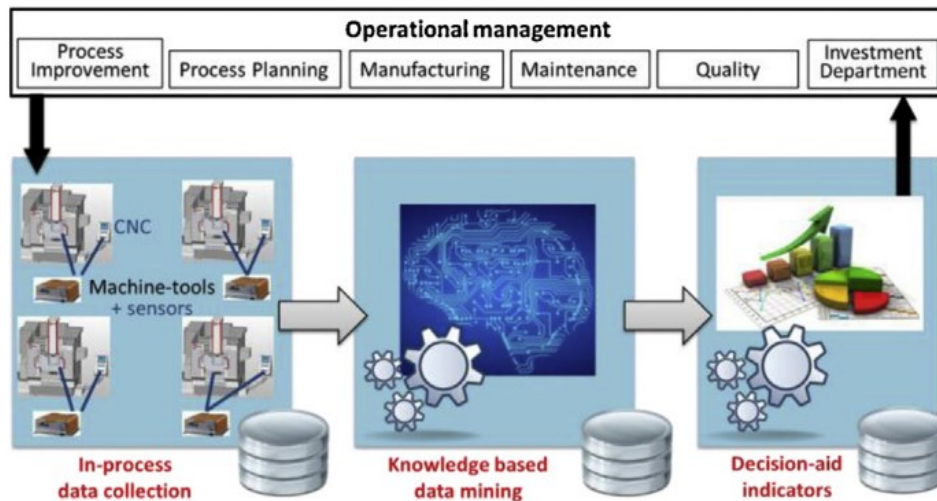 Operational management
Process
Improvement
Process Planning
Manufacturing
Maintenance
Quality
Investment
Department
CNC
Machine-tools
+ sensors
In-process
data collection
Knowledge based
data mining
Decision-aid
indicators